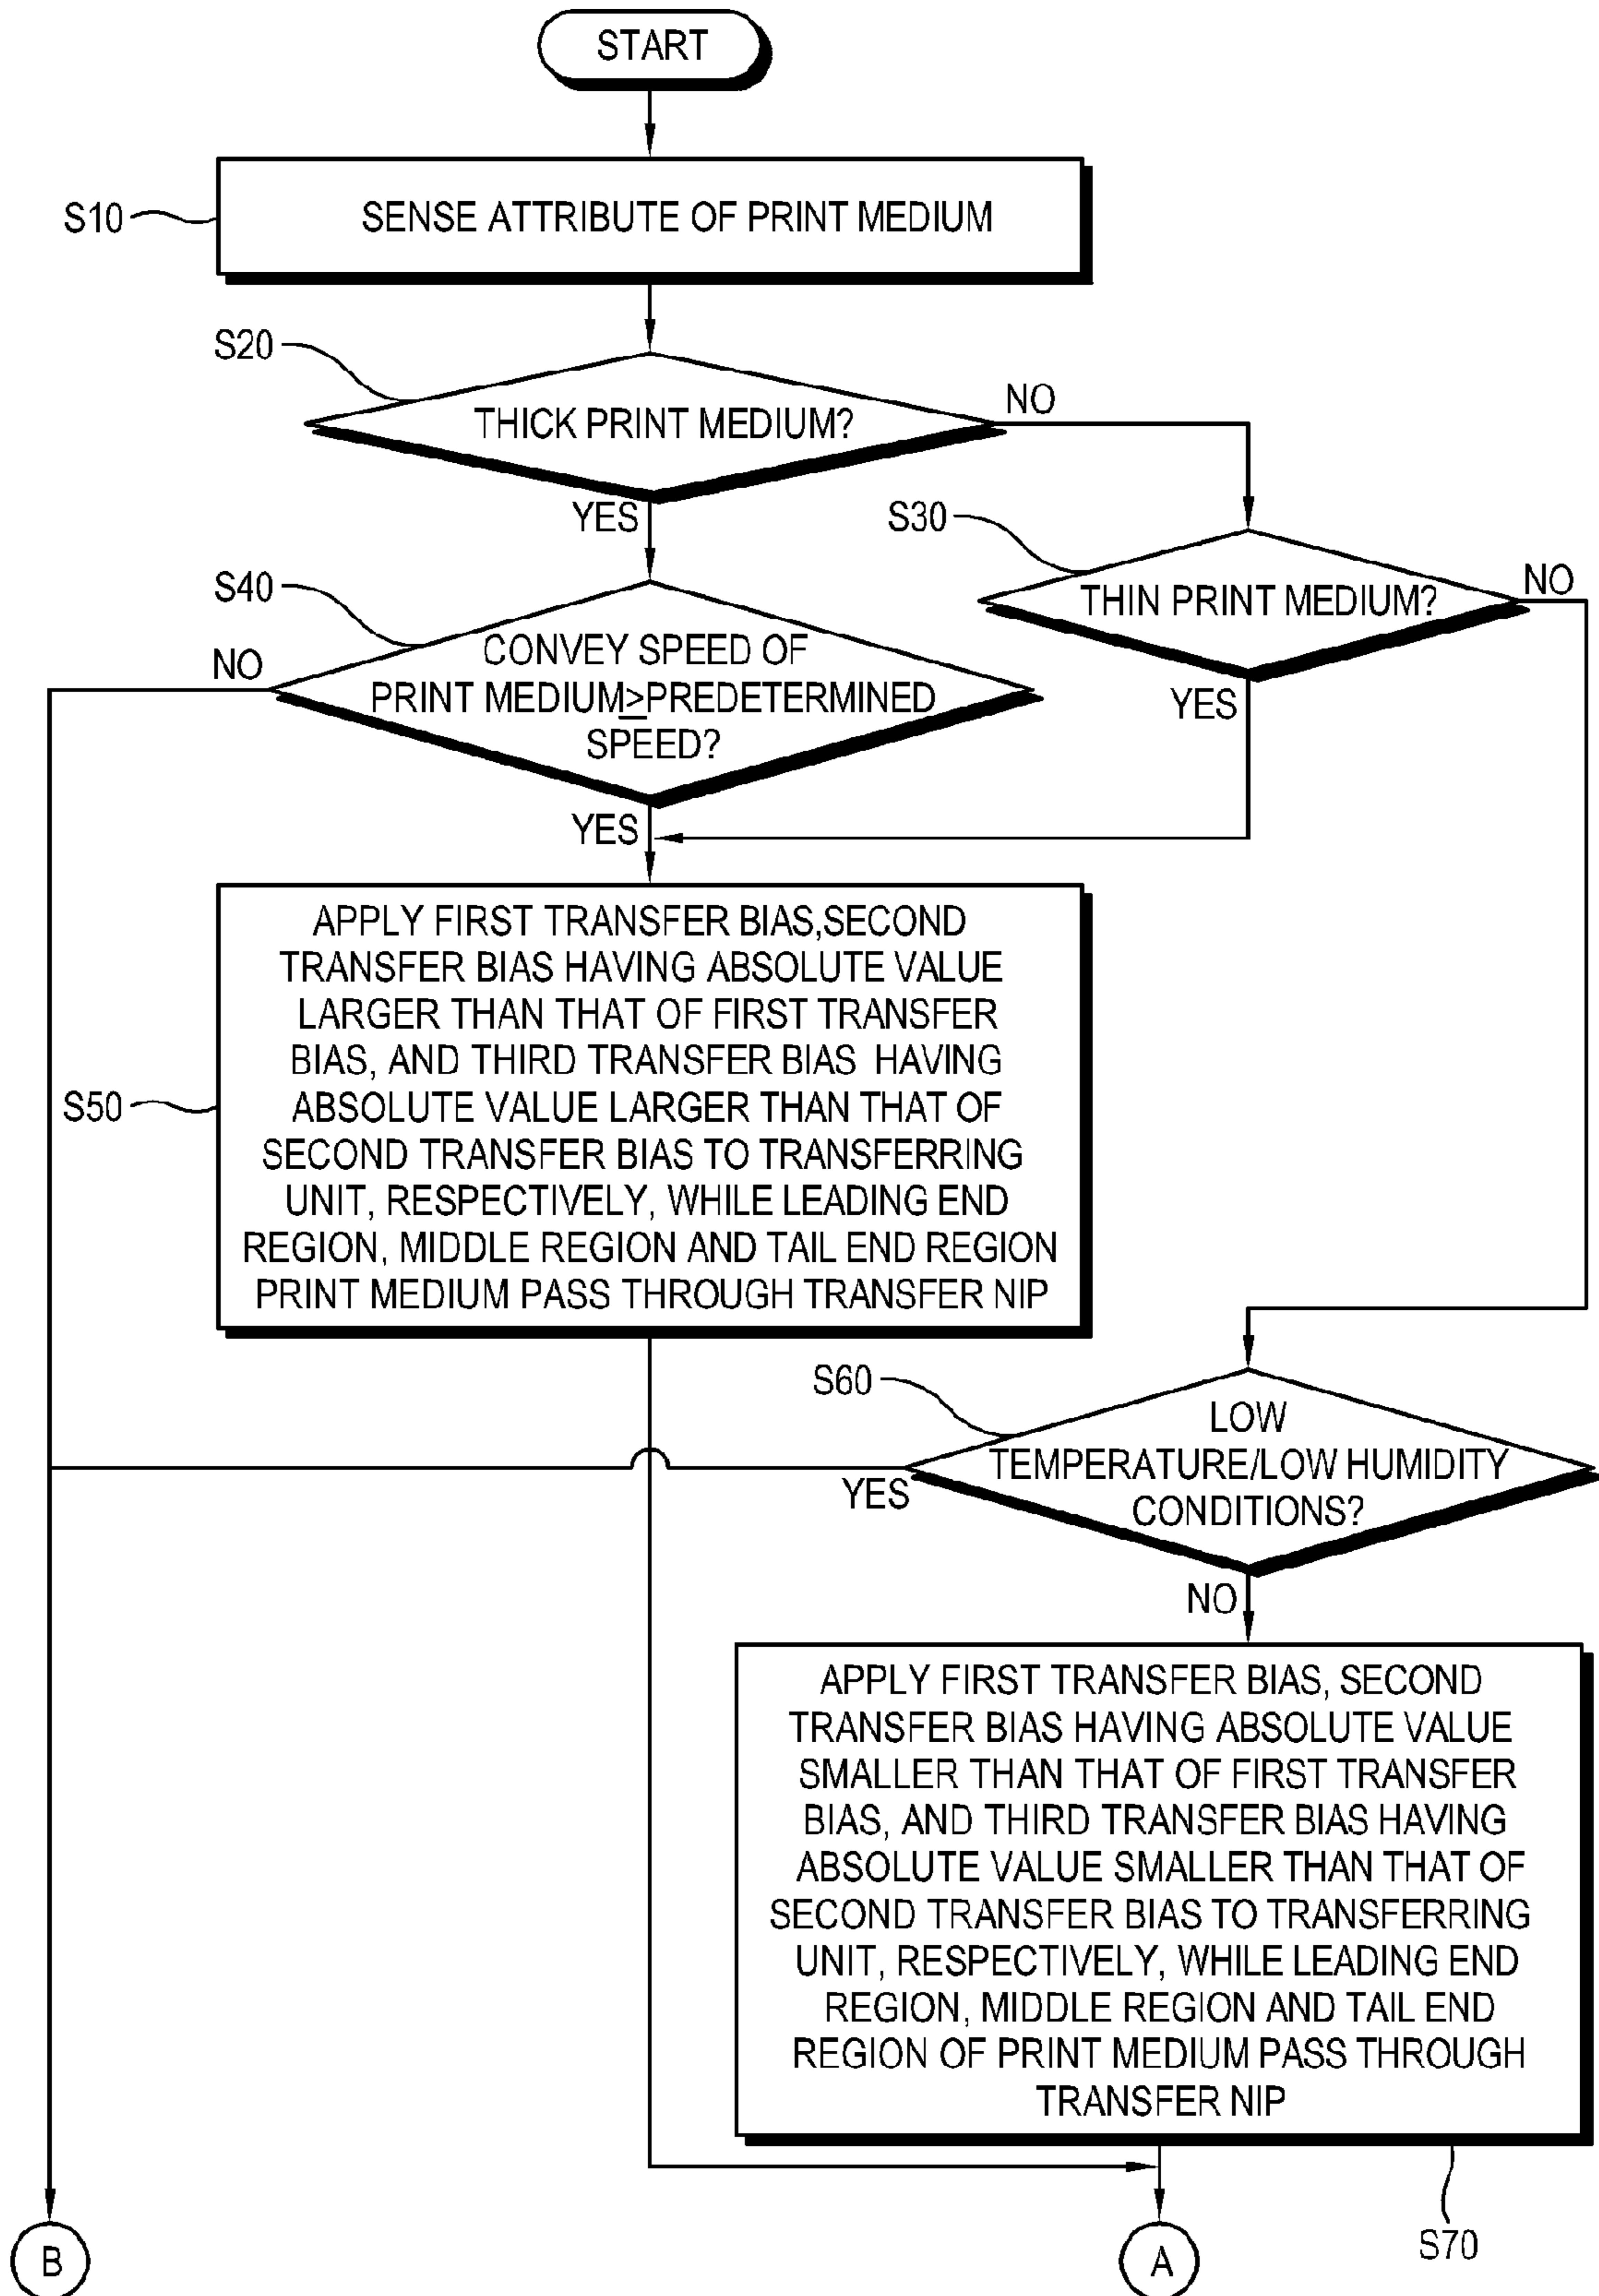 START
S10
SENSE ATTRIBUTE OF PRINT MEDIUM
S20
THICK PRINT MEDIUM?
NO
YES
S30
THIN PRINT MEDIUM?
NO
YES
S40
CONVEY SPEED OF
PRINT MEDIUM≥PREDETERMINED
SPEED?
NO
YES
S50
APPLY FIRST TRANSFER BIAS,SECOND
TRANSFER BIAS HAVING ABSOLUTE VALUE
LARGER THAN THAT OF FIRST TRANSFER
BIAS, AND THIRD TRANSFER BIAS HAVING
ABSOLUTE VALUE LARGER THAN THAT OF
SECOND TRANSFER BIAS TO TRANSFERRING
UNIT, RESPECTIVELY, WHILE LEADING END
REGION, MIDDLE REGION AND TAIL END REGION
PRINT MEDIUM PASS THROUGH TRANSFER NIP
S60
LOW
TEMPERATURE/LOW HUMIDITY
CONDITIONS?
YES
NO
APPLY FIRST TRANSFER BIAS, SECOND
TRANSFER BIAS HAVING ABSOLUTE VALUE
SMALLER THAN THAT OF FIRST TRANSFER
BIAS, AND THIRD TRANSFER BIAS HAVING
ABSOLUTE VALUE SMALLER THAN THAT OF
SECOND TRANSFER BIAS TO TRANSFERRING
UNIT, RESPECTIVELY, WHILE LEADING END
REGION, MIDDLE REGION AND TAIL END
REGION OF PRINT MEDIUM PASS THROUGH
TRANSFER NIP
S70
B
A